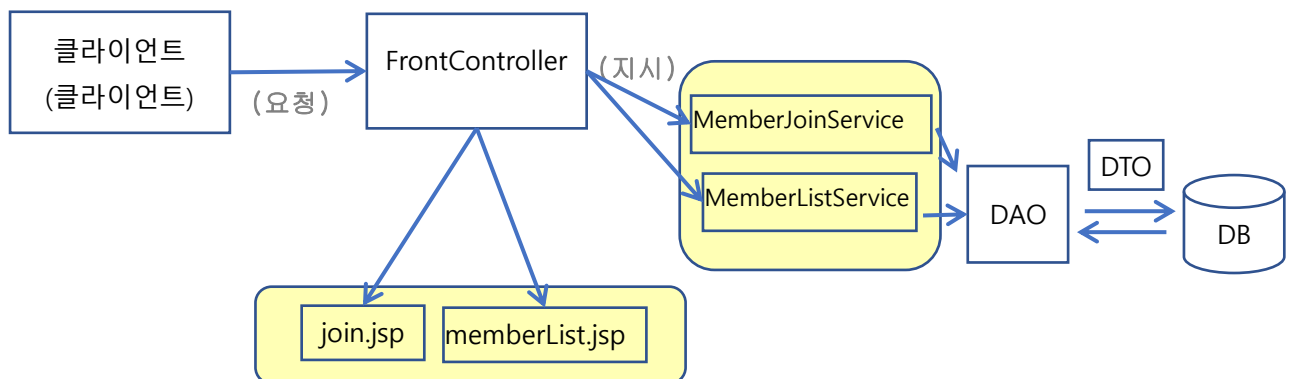 클라이언트
(클라이언트)
(요청)
FrontController
(지시)
MemberJoinService
MemberListService
DAO
DTO
DB
join.jsp
memberList.jsp